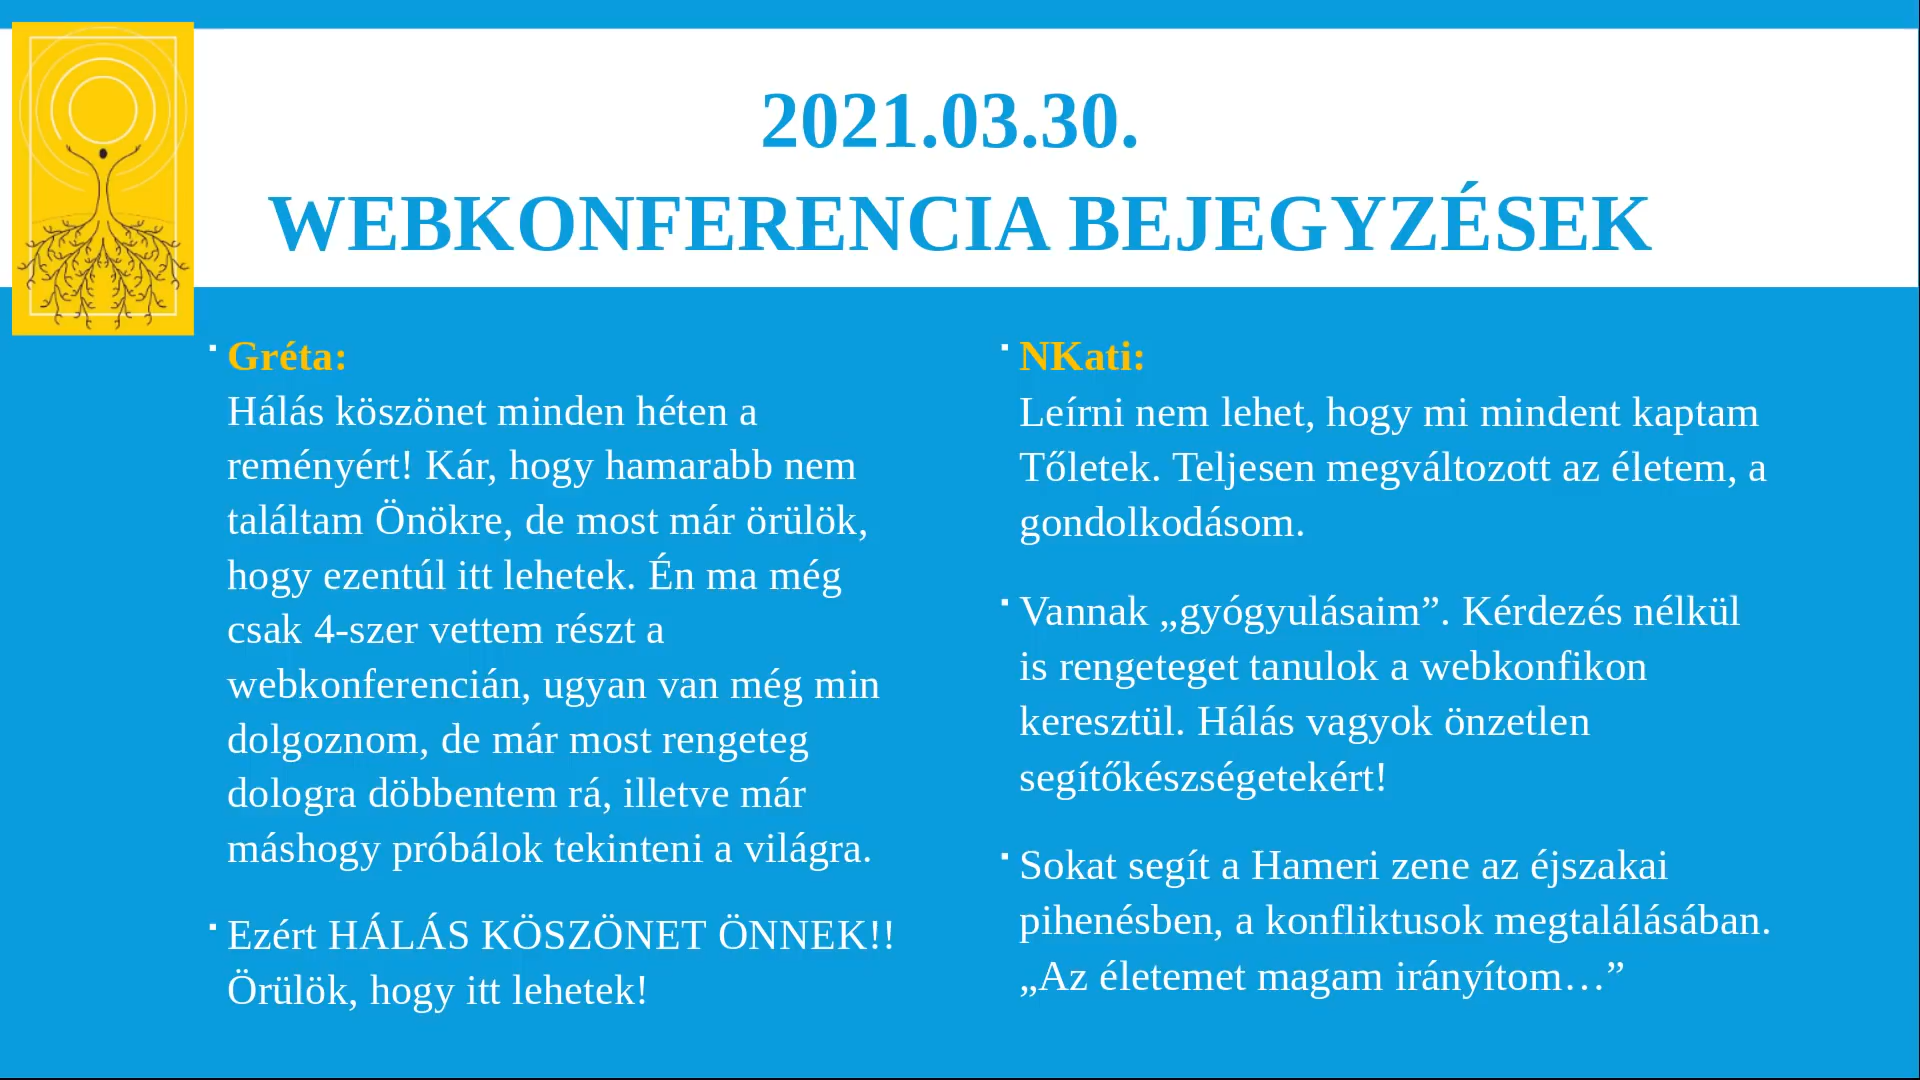 2021.03.30.
WEBKONFERENCIA BEJEGYZÉSEK
Gréta:
Hálás köszönet minden héten a
reményért! Kár, hogy hamarabb nem
találtam Önökre, de most már örülök,
hogy ezentúl itt lehetek. Én ma még
csak 4-szer vettem részt a
webkonferencián, ugyan van még min
dolgoznom, de már most rengeteg
dologra döbbentem rá, illetve már
máshogy próbálok tekinteni a világra.
Ezért HÁLÁS KÖSZÖNET ÖNNEK!!
Örülök, hogy itt lehetek!
NKati:
Leírni nem lehet, hogy mi mindent kaptam
Tőletek. Teljesen megváltozott az életem, a
gondolkodásom.
Vannak „gyógyulásaim”. Kérdezés nélkül
is rengeteget tanulok a webkonfikon
keresztül. Hálás vagyok önzetlen
segítőkészségetekért!
Sokat segít a Hameri zene az éjszakai
pihenésben, a konfliktusok megtalálásában.
„Az életemet magam irányítom…”